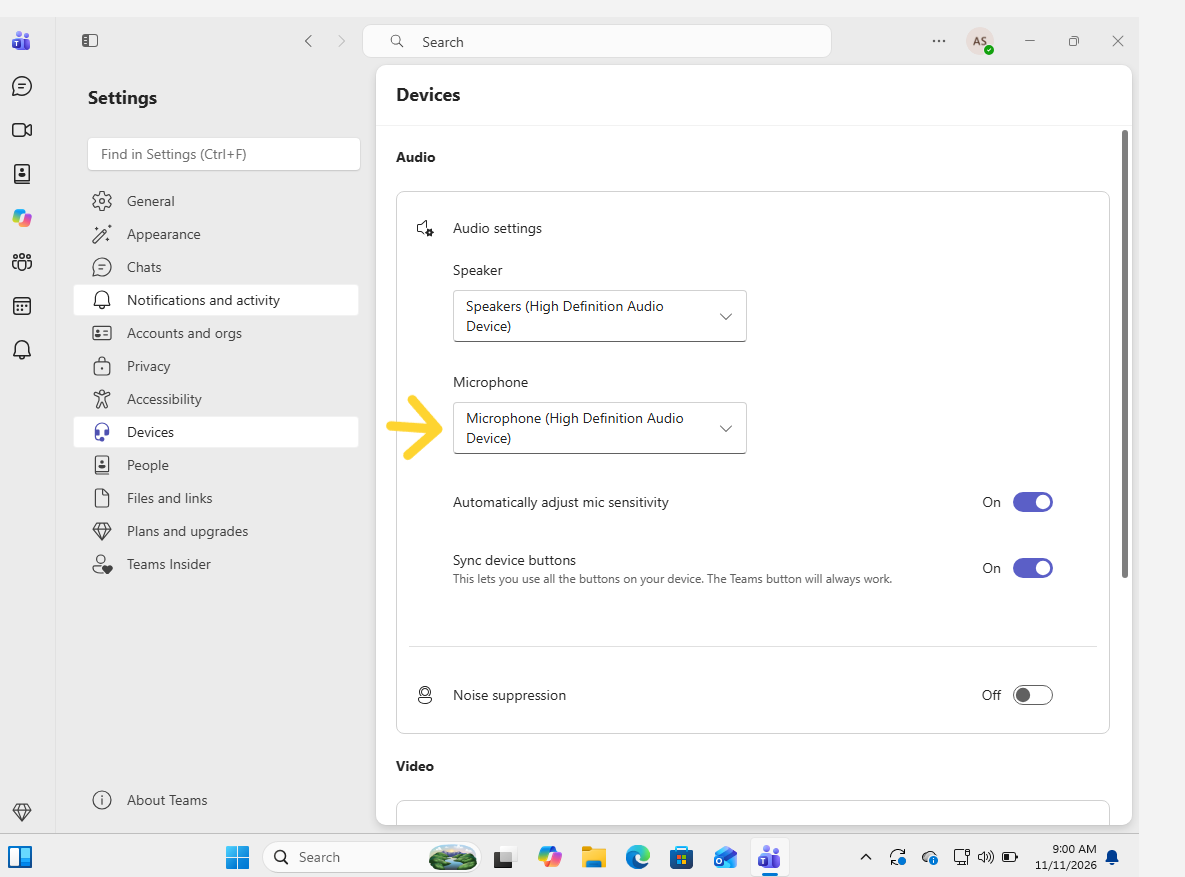 Search
AS
Settings
Find in Settings (Ctrl+F)
General
Appearance
Chats
Notifications and activity
Accounts and orgs
Privacy
Accessibility
Devices
People
Files and links
Plans and upgrades
Teams Insider
About Teams
Devices
Audio
Audio settings
Speaker
Speakers (High Definition Audio
Device)
Microphone
Microphone (High Definition Audio
Device)
Automatically adjust mic sensitivity
On
Sync device buttons
This lets you use all the buttons on your device. The Teams button will always work.
On
Noise suppression
Off
Video
Search
9:00 AM
11/11/2026